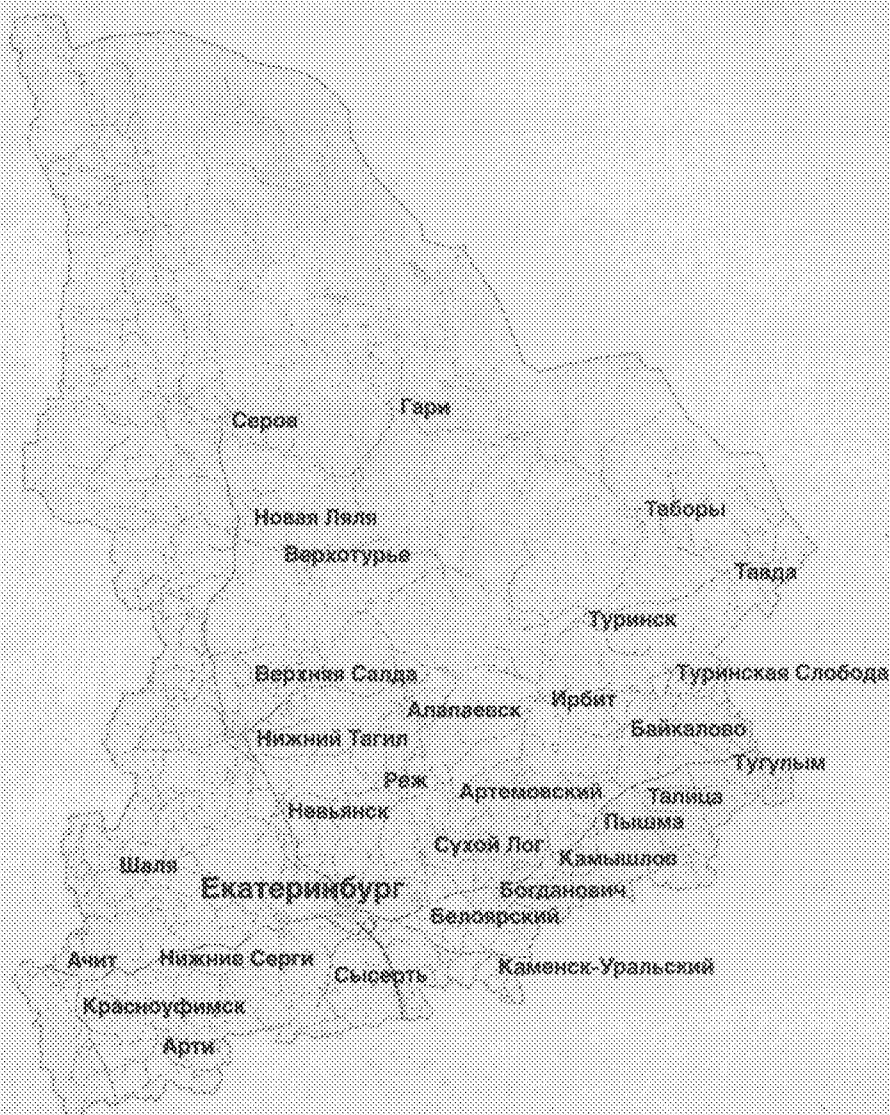 Гари
Серов
Таборы
Новая Ляля
Верхотурье
Тавда
Туринск
Верхняя Салда
Туринская Слобода
Ирбит
Алапаевск
Байкалово
Нижний Тагил
Тугулым
Реж
Артемовский
Талица
Невьянск
Пышма
Сухой Лог
Камышлов
Шаля
Екатеринбург
Богданович
Белоярский
Ачит
Нижние Серги
Каменск-Уральский
Сысерть
Красноуфимск
Арти